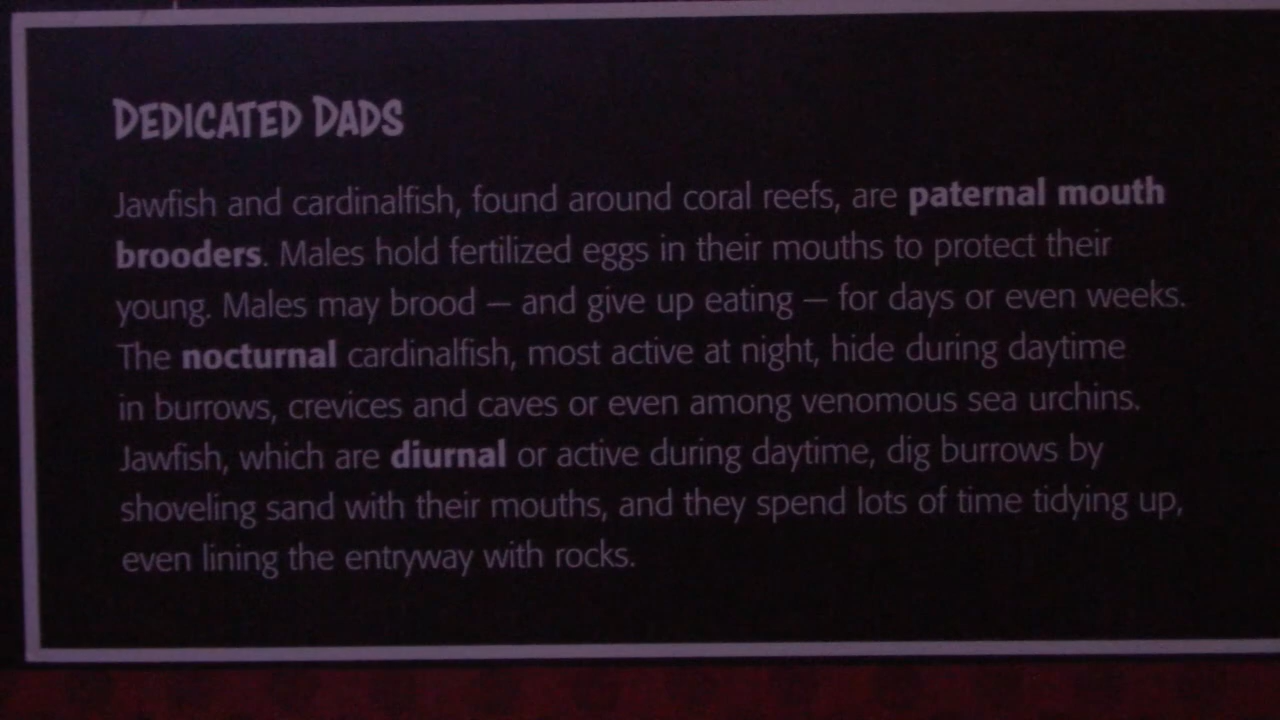 DEDICATED DADS
Jawfish and cardinalfish, found around coral reefs, are paternal mouth
brooders. Males hold fertilized eggs in their mouths to protect their
young. Males may brood – and give up eating – for days or even weeks.
The nocturnal cardinalfish, most active at night, hide during daytime
in burrows, crevices and caves or even among venomous sea urchins.
Jawfish, which are diurnal or active during daytime, dig burrows by
shoveling sand with their mouths, and they spend lots of time tidying up,
even lining the entryway with rocks.